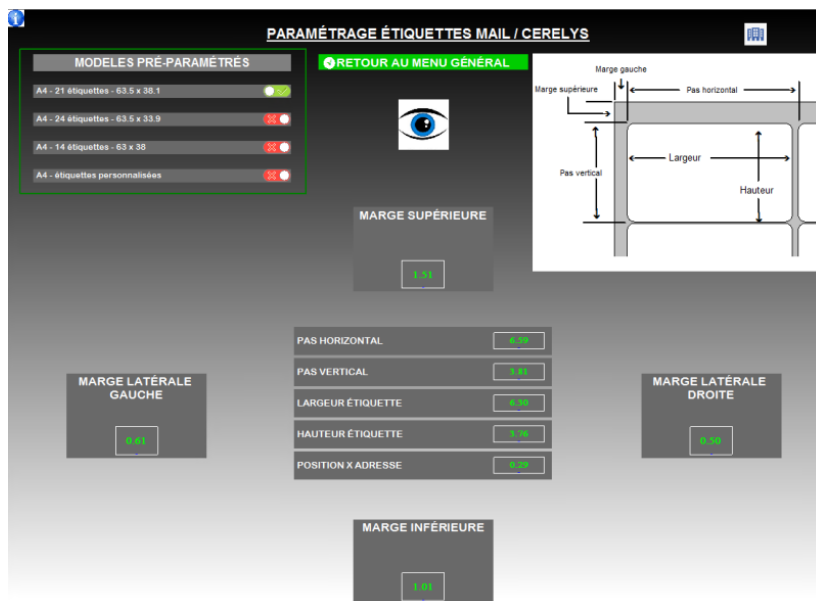 PARAMÉTRAGE ÉTIQUETTES MAIL / CERELYS
MODELES PRÉ-PARAMÉTRÉS
A4 - 21 étiquettes - 63.5 x 38.1
A4 - 24 étiquettes - 63.5 x 33.9
A4 - 14 étiquettes - 63 x 38
A4 - étiquettes personnalisées
RETOUR AU MENU GÉNÉRAL
Marge gauche
Marge supérieure
Pas horizontal
Largeur
Pas vertical
Hauteur
MARGE SUPÉRIEURE
1.51
PAS HORIZONTAL 6.59
PAS VERTICAL 3.81
LARGEUR ÉTIQUETTE 6.30
HAUTEUR ÉTIQUETTE 3.76
POSITION X ADRESSE 0.29
MARGE LATÉRALE
GAUCHE
0.61
MARGE LATÉRALE
DROITE
0.50
MARGE INFÉRIEURE
1.01